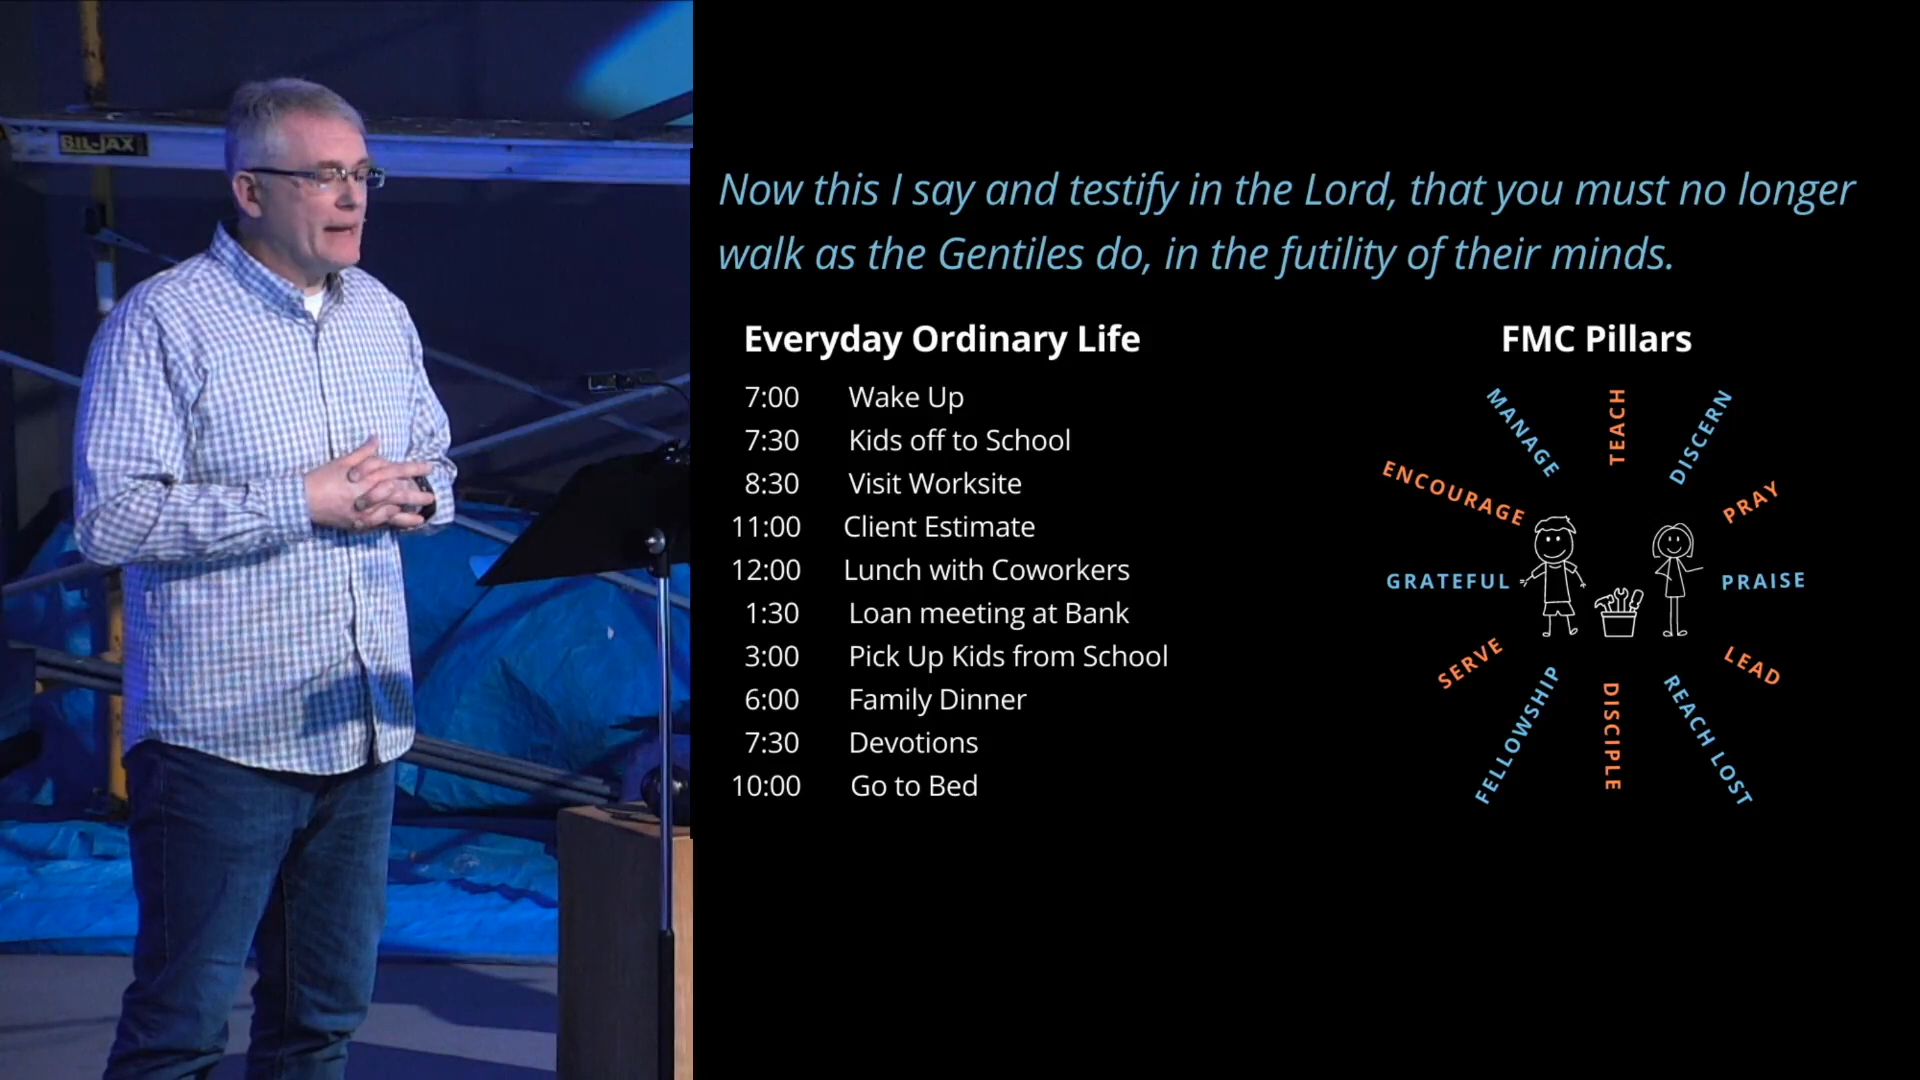 BIL-JAX
Now this I say and testify in the Lord, that you must no longer
walk as the Gentiles do, in the futility of their minds.
Everyday Ordinary Life
7:00 Wake Up
7:30 Kids off to School
8:30 Visit Worksite
11:00 Client Estimate
12:00 Lunch with Coworkers
1:30 Loan meeting at Bank
3:00 Pick Up Kids from School
6:00 Family Dinner
7:30 Devotions
10:00 Go to Bed
FMC Pillars
MANAGE
TEACH
DISCERN
ENCOURAGE
PRAY
GRATEFUL
PRAISE
SERVE
LEAD
FELLOWSHIP
DISCIPLE
REACH LOST